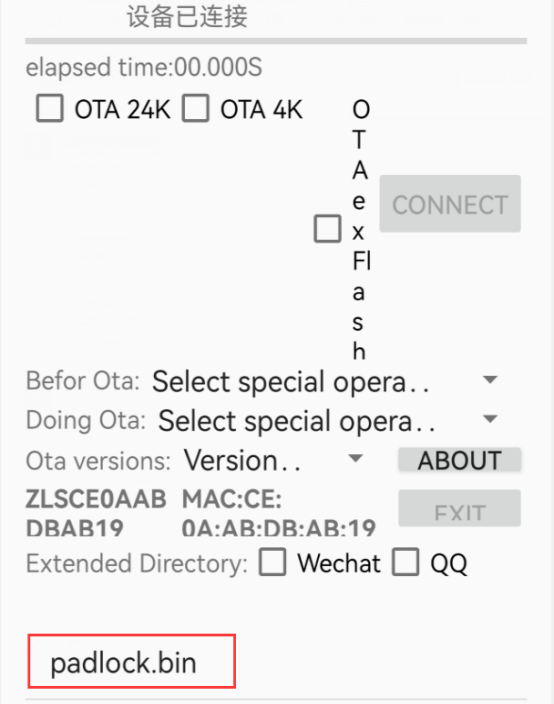 设备已连接
elapsed time:00.000S
OTA 24K OTA 4K
O
T
A
e
x
Fl
a
s
h
CONNECT
Befor Ota: Select special opera..
Doing Ota: Select special opera..
Ota versions: Version.. ABOUT
ZLSCE0AAB
DBAB19
MAC:CE:
0A:AB:DB:AB:19
EXIT
Extended Directory: Wechat QQ
padlock.bin